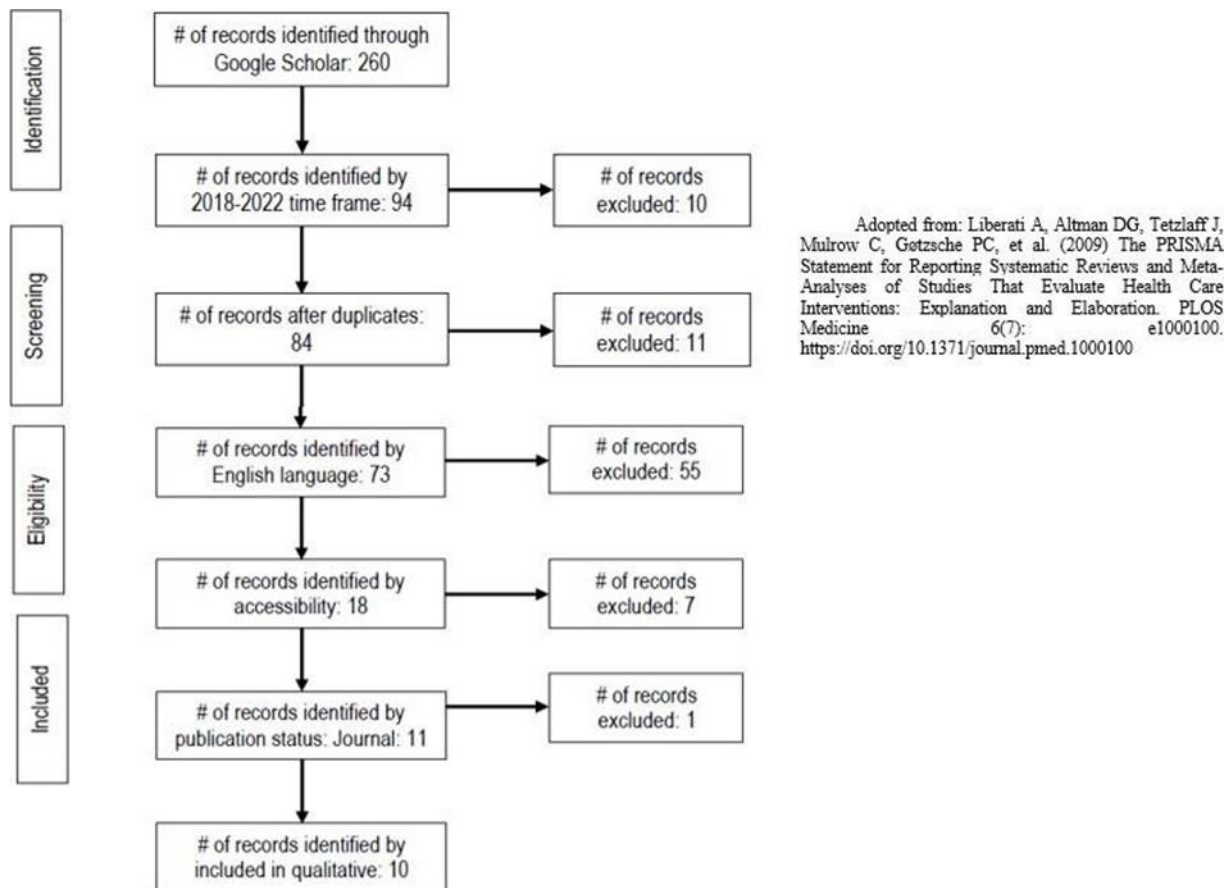 Identification
Screening
Eligibility
Included
# of records identified through
Google Scholar: 260
# of records identified by
2018-2022 time frame: 94
# of records
excluded: 10
# of records after duplicates:
84
# of records
excluded: 11
# of records identified by
English language: 73
# of records
excluded: 55
# of records identified by
accessibility: 18
# of records
excluded: 7
# of records identified by
publication status: Journal: 11
# of records
excluded: 1
# of records identified by
included in qualitative: 10
Adopted from: Liberati A, Altman DG, Tetzlaff J,
Mulrow C, Gøtzsche PC, et al. (2009) The PRISMA
Statement for Reporting Systematic Reviews and Meta-
Analyses of Studies That Evaluate Health Care
Interventions: Explanation and Elaboration. PLOS
Medicine 6(7): e1000100.
https://doi.org/10.1371/journal.pmed.1000100